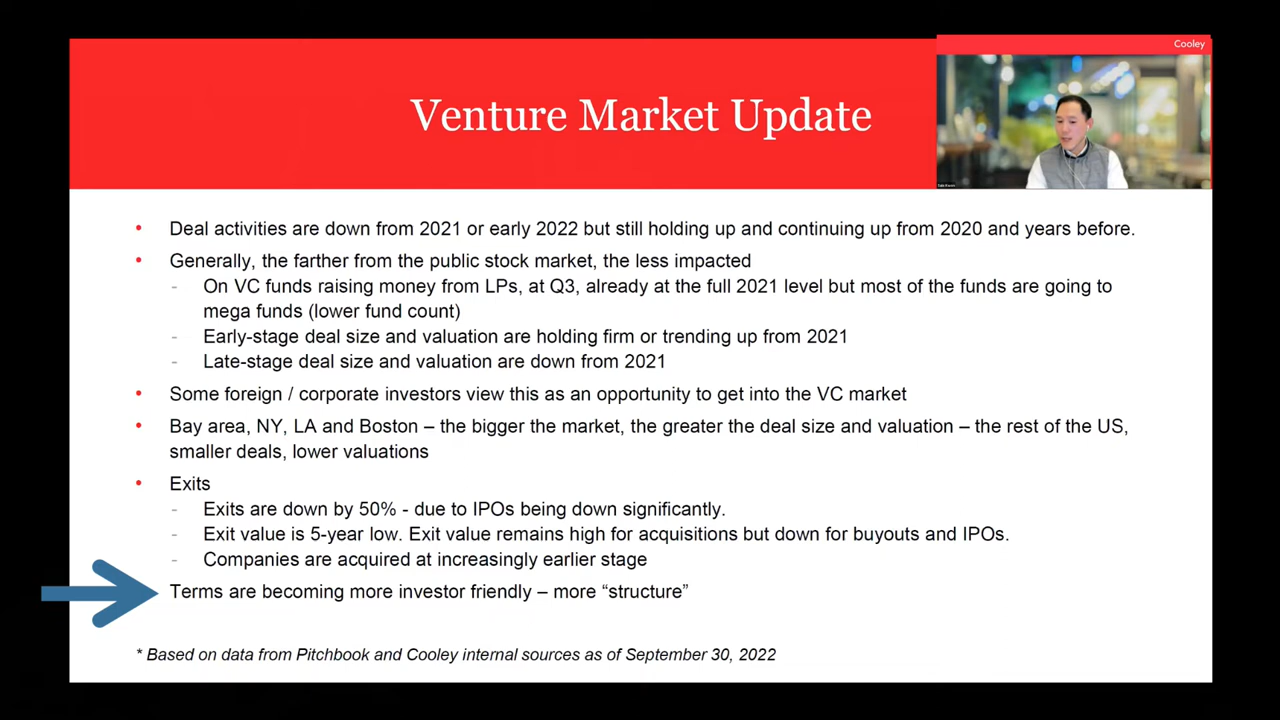 Cooley
Venture Market Update
• Deal activities are down from 2021 or early 2022 but still holding up and continuing up from 2020 and years before.
• Generally, the farther from the public stock market, the less impacted
- On VC funds raising money from LPs, at Q3, already at the full 2021 level but most of the funds are going to
mega funds (lower fund count)
- Early-stage deal size and valuation are holding firm or trending up from 2021
- Late-stage deal size and valuation are down from 2021
• Some foreign / corporate investors view this as an opportunity to get into the VC market
• Bay area, NY, LA and Boston – the bigger the market, the greater the deal size and valuation – the rest of the US,
smaller deals, lower valuations
• Exits
- Exits are down by 50% - due to IPOs being down significantly.
- Exit value is 5-year low. Exit value remains high for acquisitions but down for buyouts and IPOs.
- Companies are acquired at increasingly earlier stage
Terms are becoming more investor friendly – more “structure”
* Based on data from Pitchbook and Cooley internal sources as of September 30, 2022